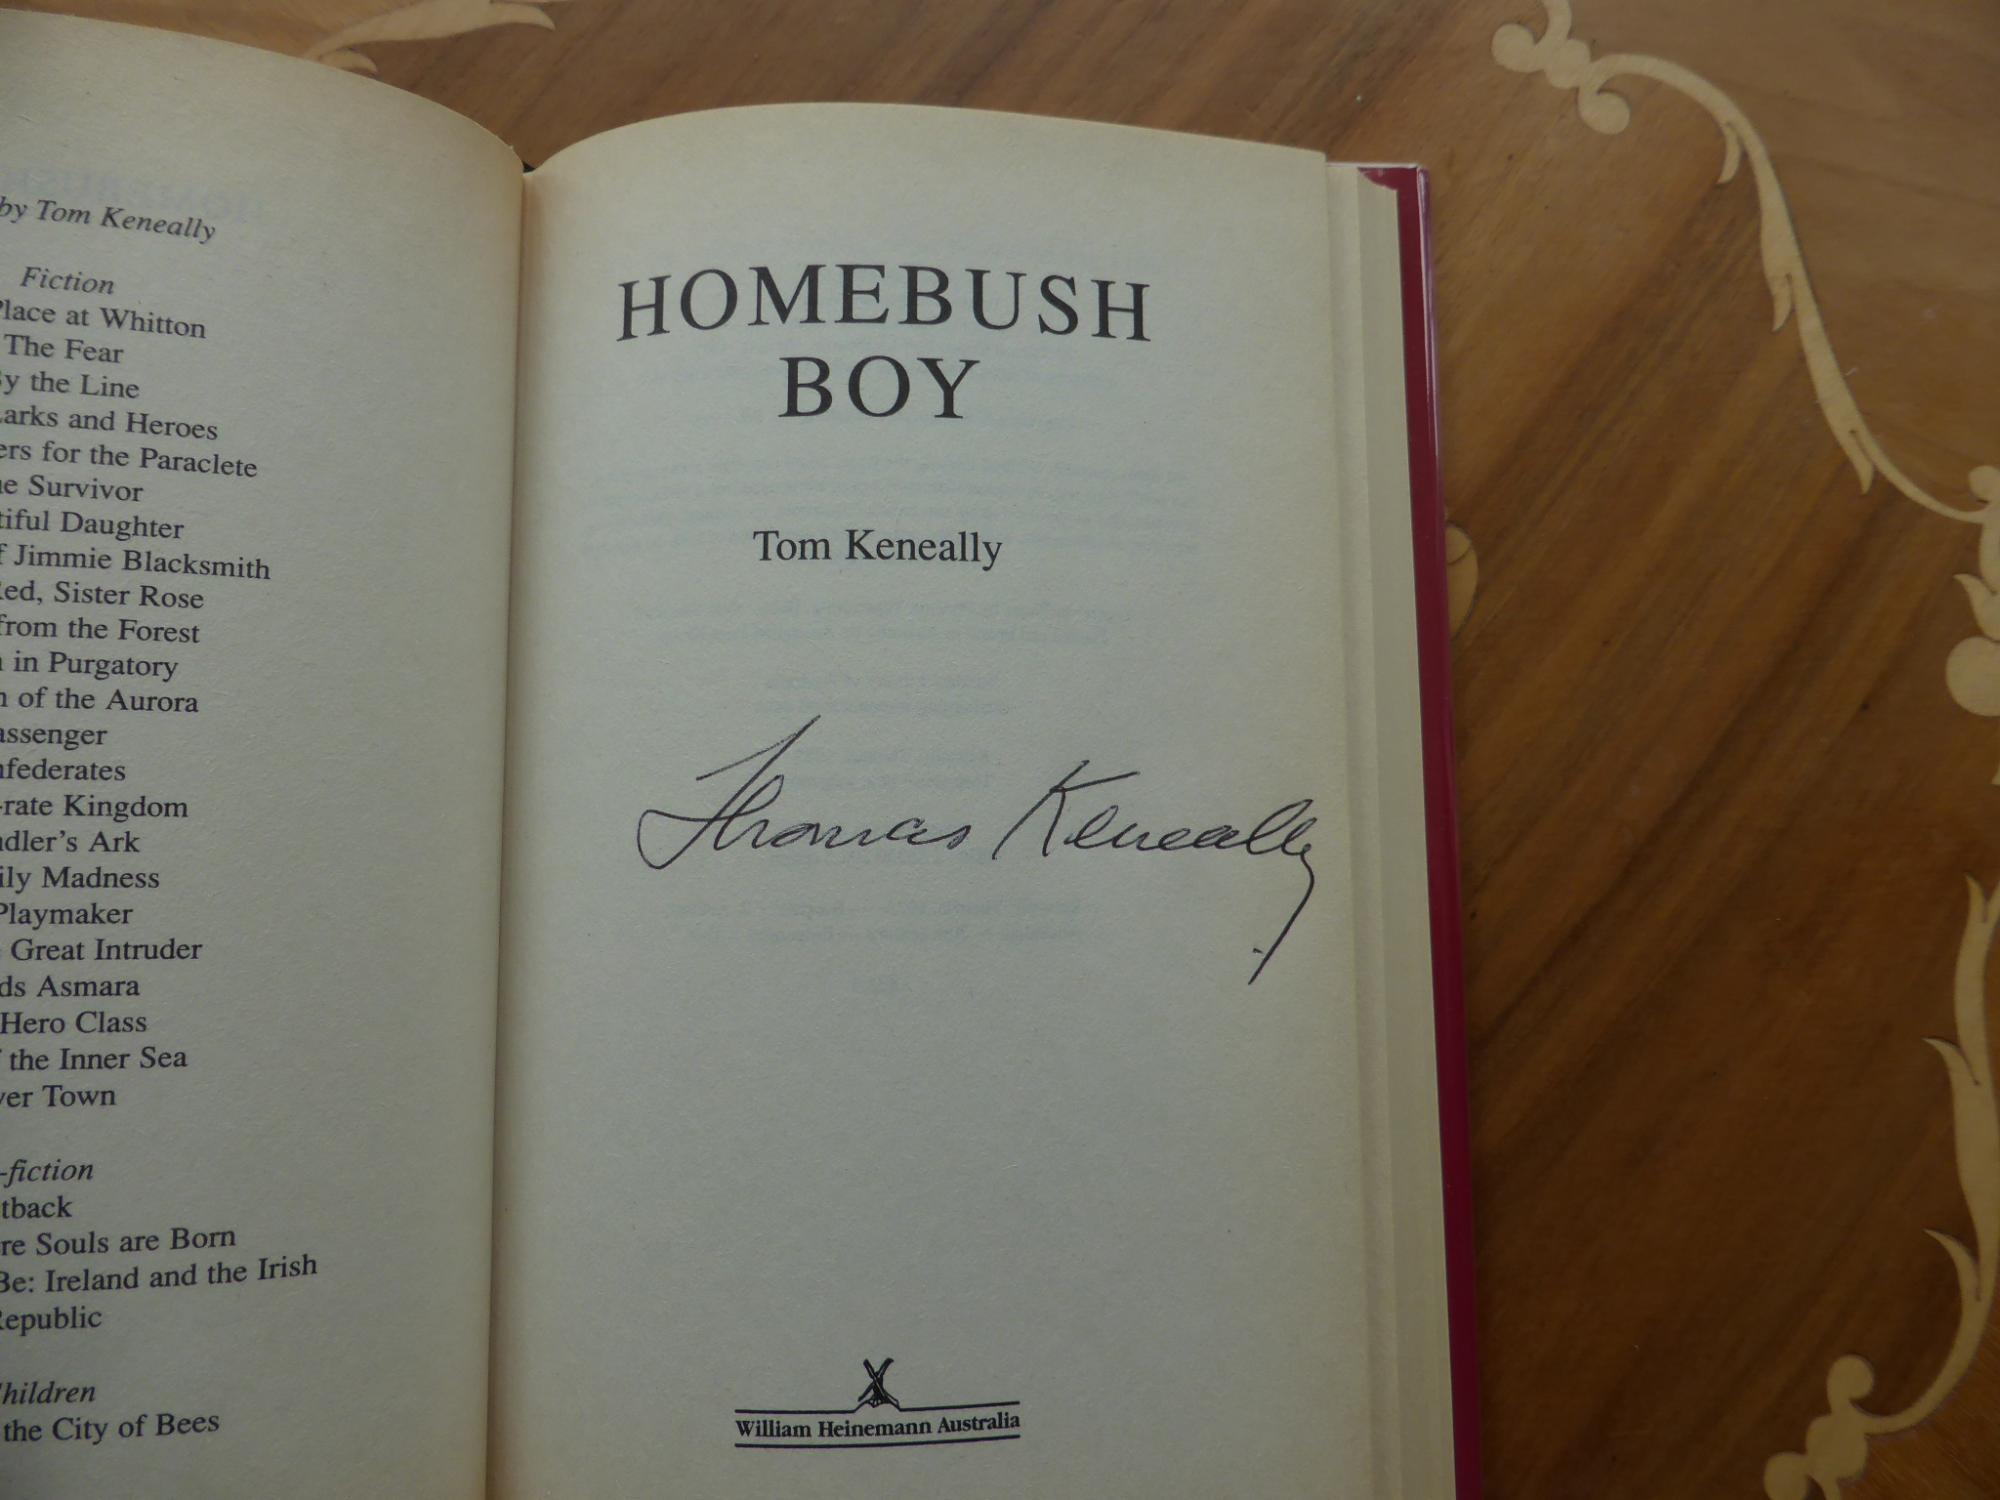 by Tom Keneally
Fiction
Place at Whitton
The Fear
By the Line
Larks and Heroes
ers for the Paraclete
Survivor
tiful Daughter
f Jimmie Blacksmith
Red, Sister Rose
from the Forest
in Purgatory
of the Aurora
assenger
nfederates
-rate Kingdom
ndler's Ark
ily Madness
Playmaker
Great Intruder
ds Asmara
Hero Class
the Inner Sea
ver Town
-fiction
tback
re Souls are Born
Be: Ireland and the Irish
Republic
Children
the City of Bees
HOMEBUSH
BOY
Tom Keneally
Thomas Keneally
William Heinemann Australia